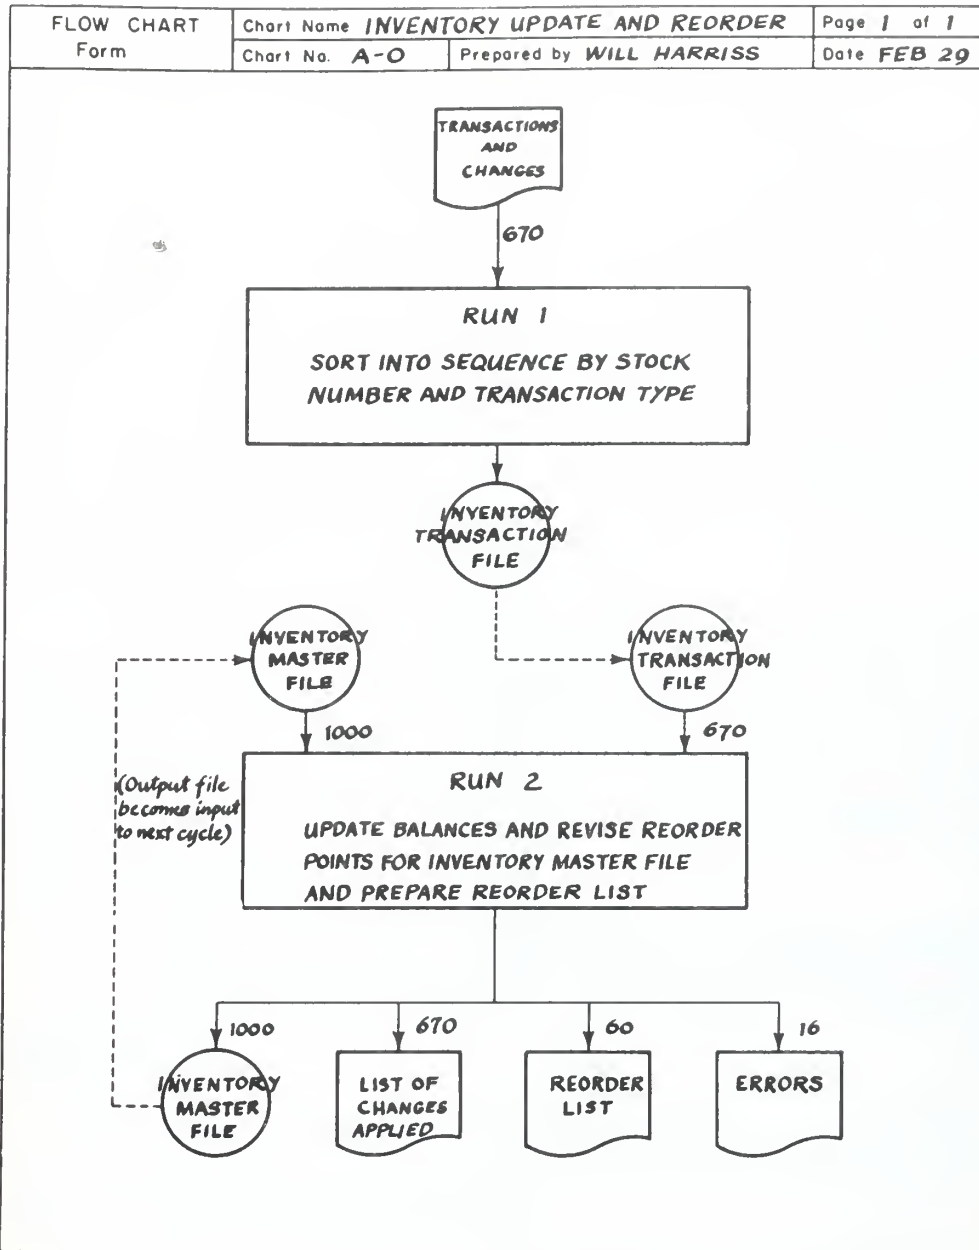 FLOW CHART
Form
Chart Name INVENTORY UPDATE AND REORDER
Page 1 of 1
Chart No. A-O
Prepared by WILL HARRISS
Date FEB 29
TRANSACTIONS
AND
CHANGES
670
RUN 1
SORT INTO SEQUENCE BY STOCK
NUMBER AND TRANSACTION TYPE
INVENTORY
TRANSACTION
FILE
INVENTORY
MASTER
FILE
INVENTORY
TRANSACTION
FILE
1000
670
(Output file
becomes input
to next cycle)
RUN 2
UPDATE BALANCES AND REVISE REORDER
POINTS FOR INVENTORY MASTER FILE
AND PREPARE REORDER LIST
1000
670
60
16
INVENTORY
MASTER
FILE
LIST OF
CHANGES
APPLIED
REORDER
LIST
ERRORS